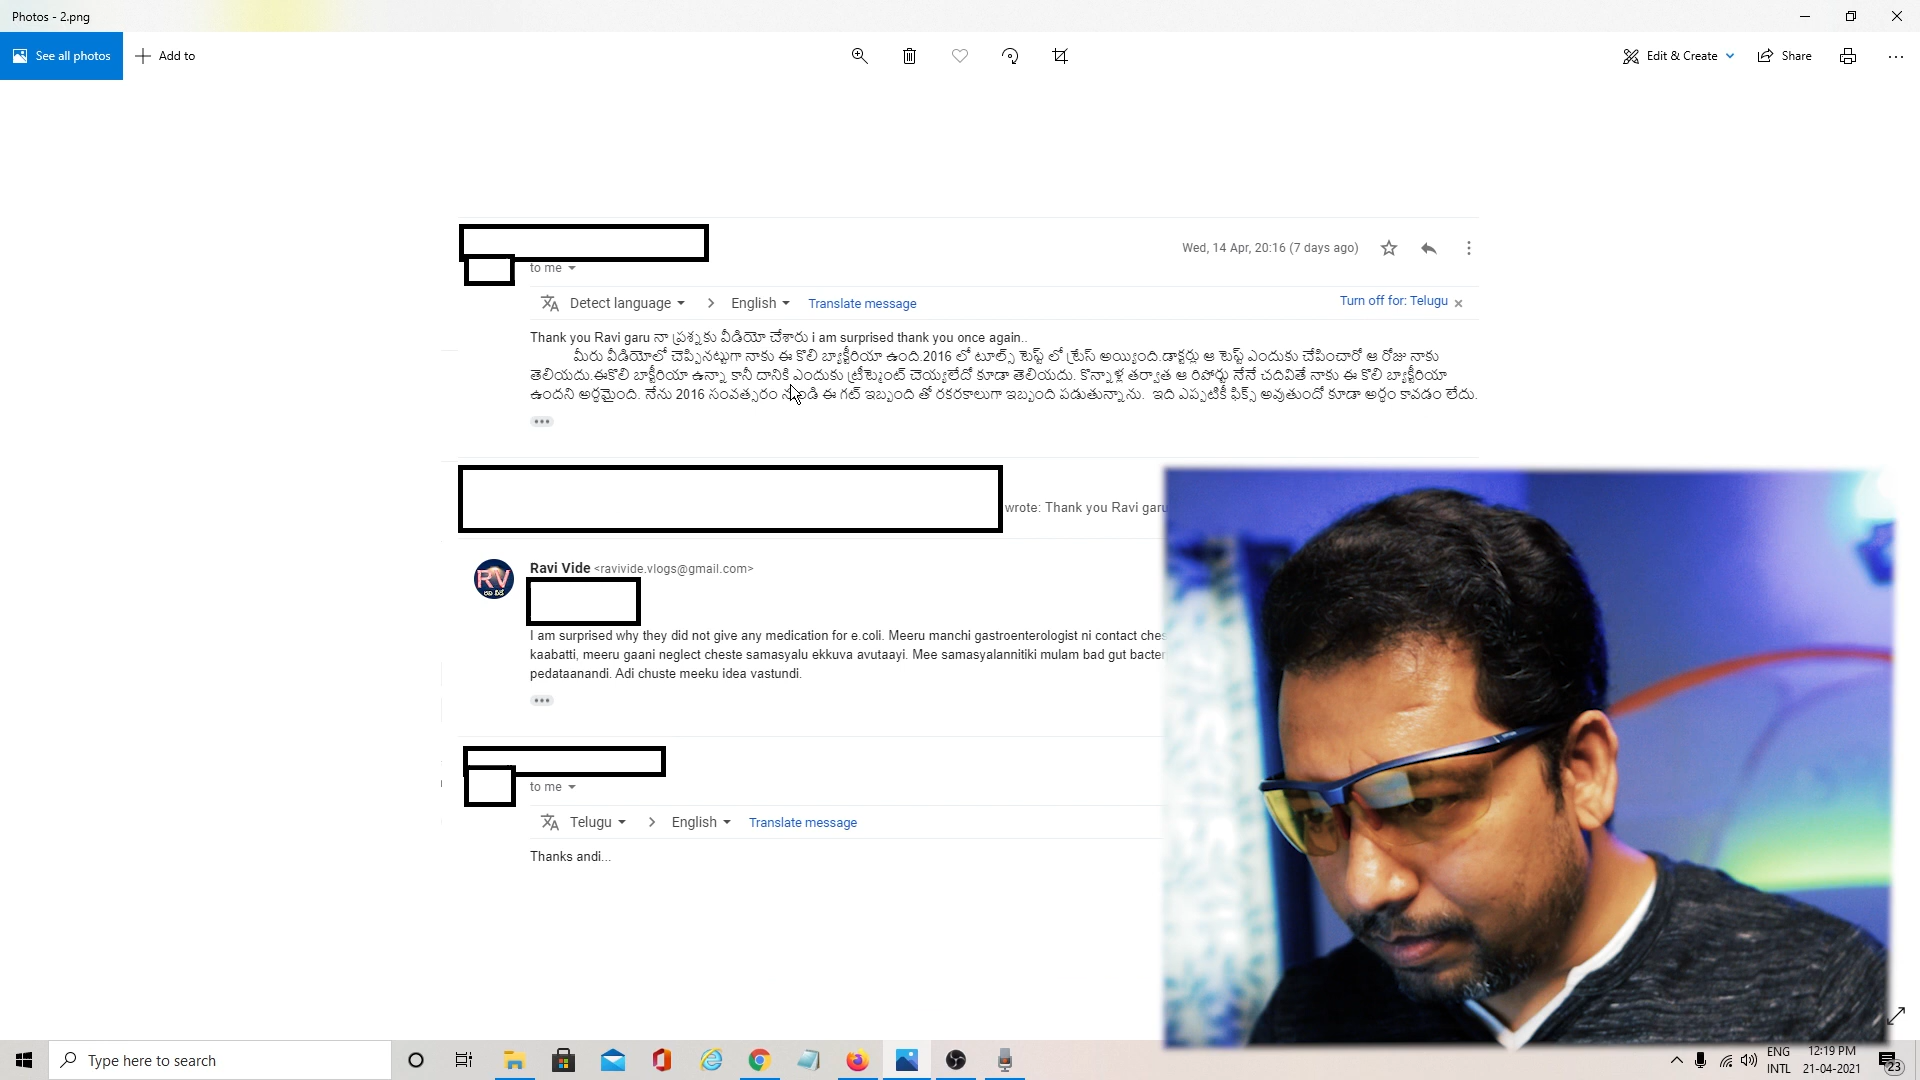 Photos - 2.png
See all photos
Add to
Edit & Create
Share
Wed, 14 Apr, 20:16 (7 days ago)
to me
Detect language
English
Translate message
Turn off for: Telugu
Thank you Ravi garu నా ప్రశ్నకు వీడియో చేశారు i am surprised thank you once again..
మీరు వీడియోలో చెప్పినట్టుగా నాకు ఈ కొలి బ్యాక్టీరియా ఉంది.2016 లో టూల్స్ టెస్ట్ లో ట్రేస్ అయ్యింది.డాక్టర్లు ఆ టెస్ట్ ఎందుకు చేపించారో ఆ రోజు నాకు
తెలియదు.ఈకొలి బాక్టీరియా ఉన్నా కానీ దానికి ఎందుకు ట్రీట్మెంట్ చెయ్యలేదో కూడా తెలియదు. కొన్నాళ్ల తర్వాత ఆ రిపోర్టు నేనే చదివితే నాకు ఈ కొలి బ్యాక్టీరియా
ఉందని అర్థమైంది. నేను 2016 సంవత్సరం నుండి ఈ గట్ ఇబ్బంది తో రకరకాలుగా ఇబ్బంది పడుతున్నాను. ఇది ఎప్పటికీ ఫిక్స్ అవుతుందో కూడా అర్థం కావడం లేదు.
wrote: Thank you Ravi garu
RV
రవి వీడే
Ravi Vide <ravivide.vlogs@gmail.com>
I am surprised why they did not give any medication for e.coli. Meeru manchi gastroenterologist ni contact ches
kaabatti, meeru gaani neglect cheste samasyalu ekkuva avutaayi. Mee samasyalannitiki mulam bad gut bacter
pedataanandi. Adi chuste meeku idea vastundi.
to me
Telugu
English
Translate message
Thanks andi...
Type here to search
ENG
INTL
12:19 PM
21-04-2021
23